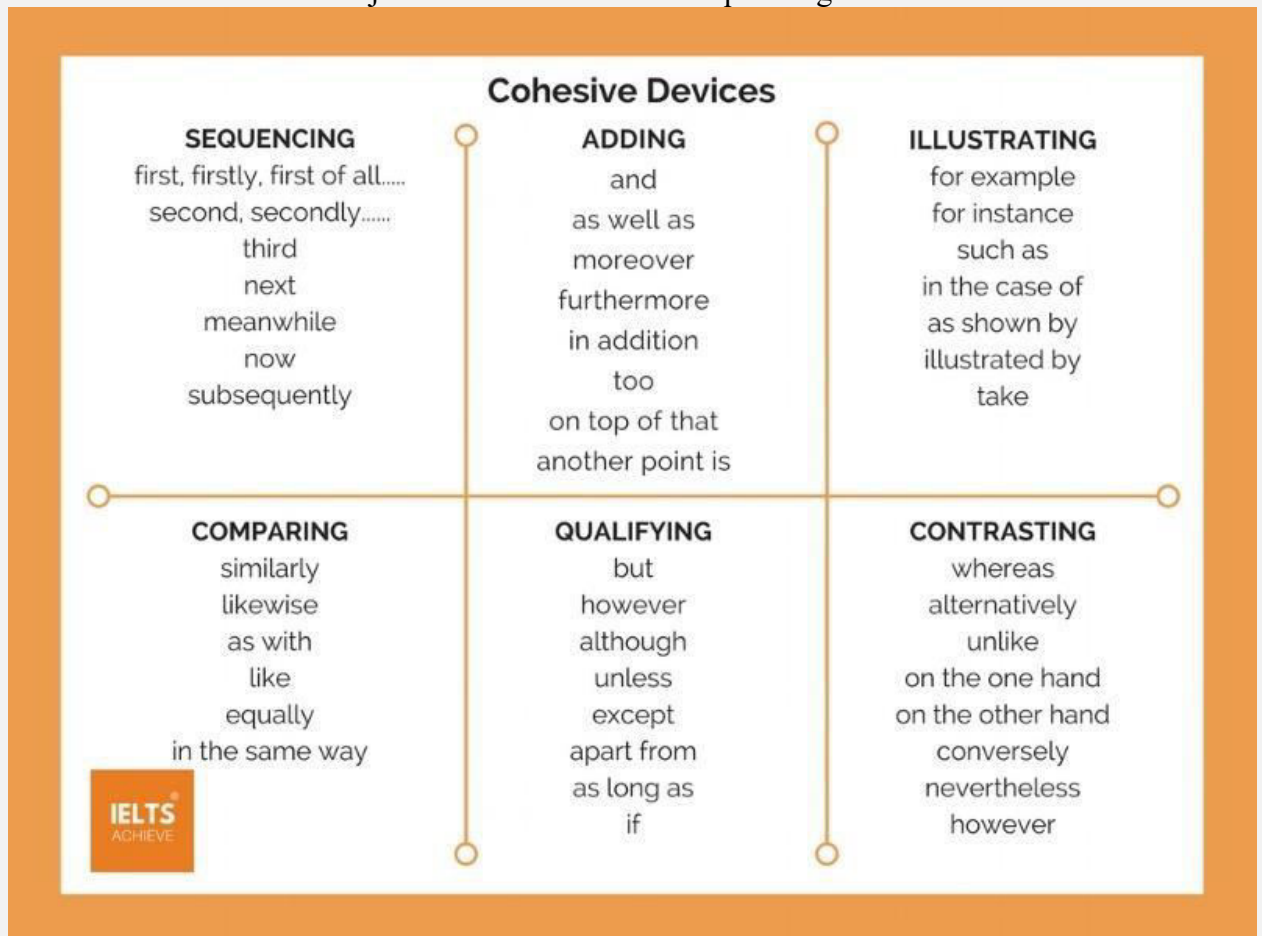 Cohesive Devices
SEQUENCING
first, firstly, first of all.....
second, secondly......
third
next
meanwhile
now
subsequently
ADDING
and
as well as
moreover
furthermore
in addition
too
on top of that
another point is
ILLUSTRATING
for example
for instance
such as
in the case of
as shown by
illustrated by
take
COMPARING
similarly
likewise
as with
like
equally
in the same way
QUALIFYING
but
however
although
unless
except
apart from
as long as
if
CONTRASTING
whereas
alternatively
unlike
on the one hand
on the other hand
conversely
nevertheless
however
IELTS®
ACHIEVE